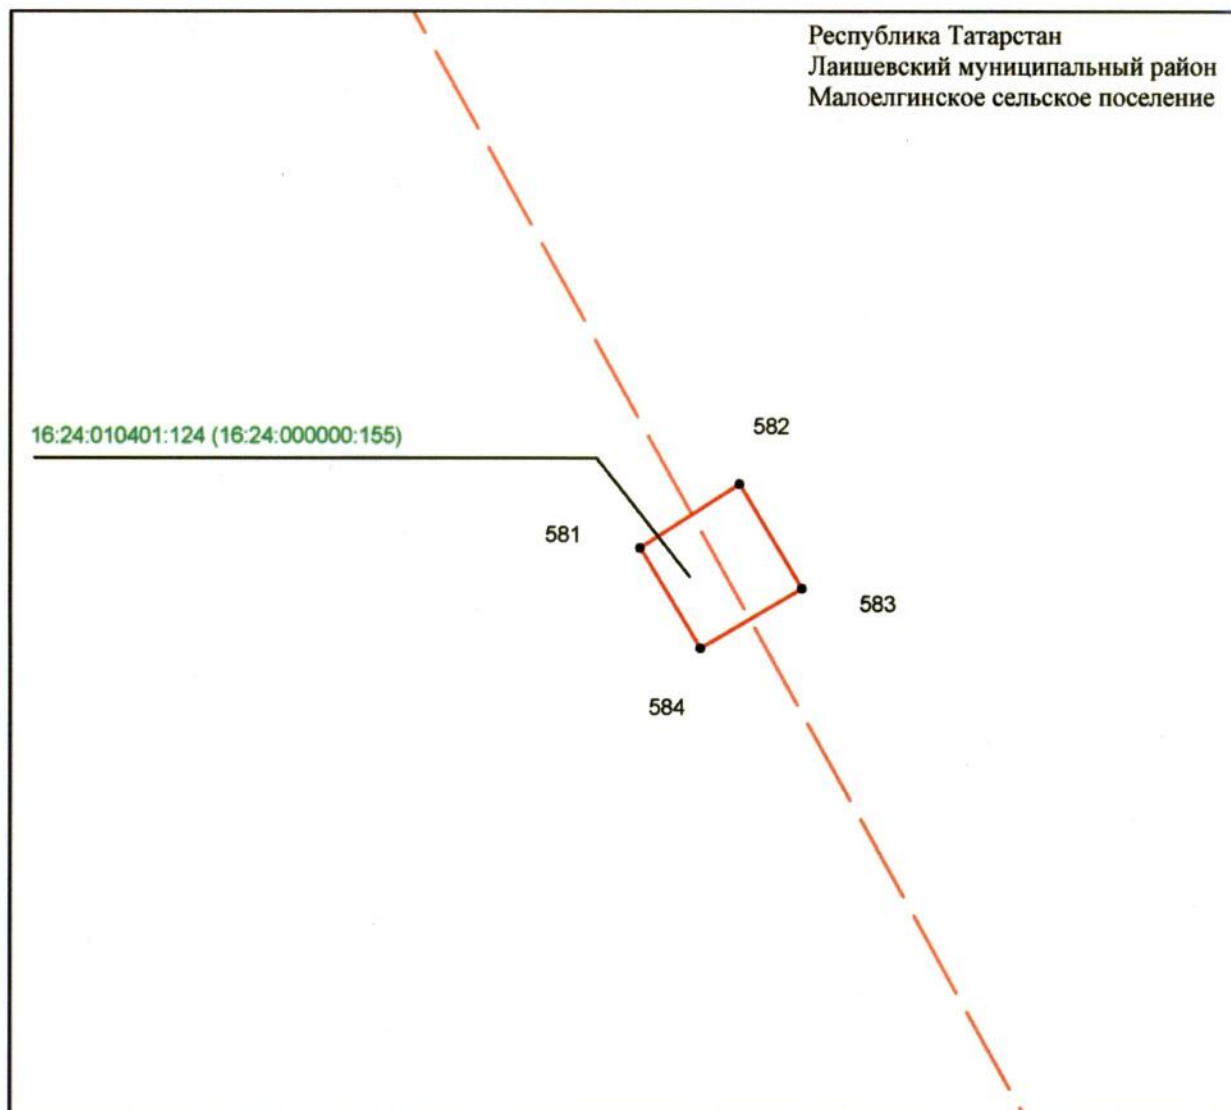 Республика Татарстан
Лаишевский муниципальный район
Малоелгинское сельское поселение
16:24:010401:124 (16:24:000000:155)
582
581
583
584